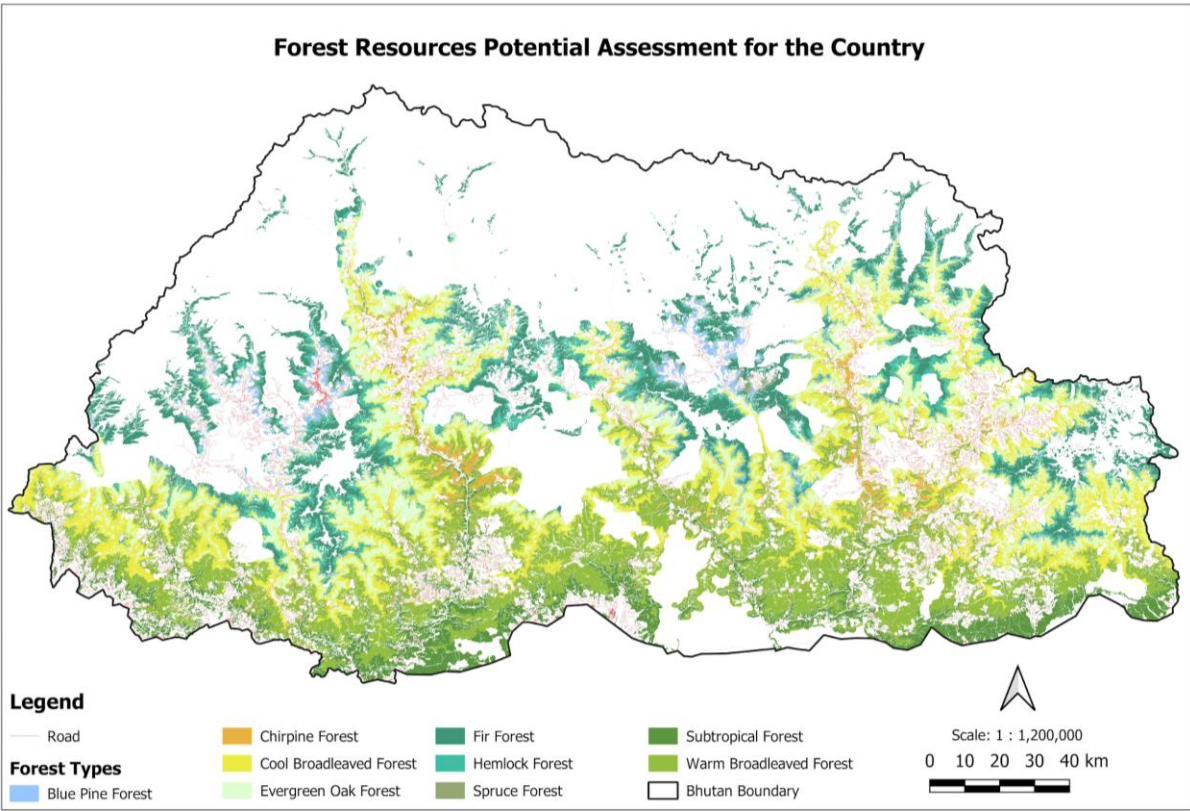 Forest Resources Potential Assessment for the Country
Legend
Road
Forest Types
Blue Pine Forest
Chirpine Forest
Cool Broadleaved Forest
Evergreen Oak Forest
Fir Forest
Hemlock Forest
Spruce Forest
Subtropical Forest
Warm Broadleaved Forest
Bhutan Boundary
Scale: 1 : 1,200,000
0 10 20 30 40 km